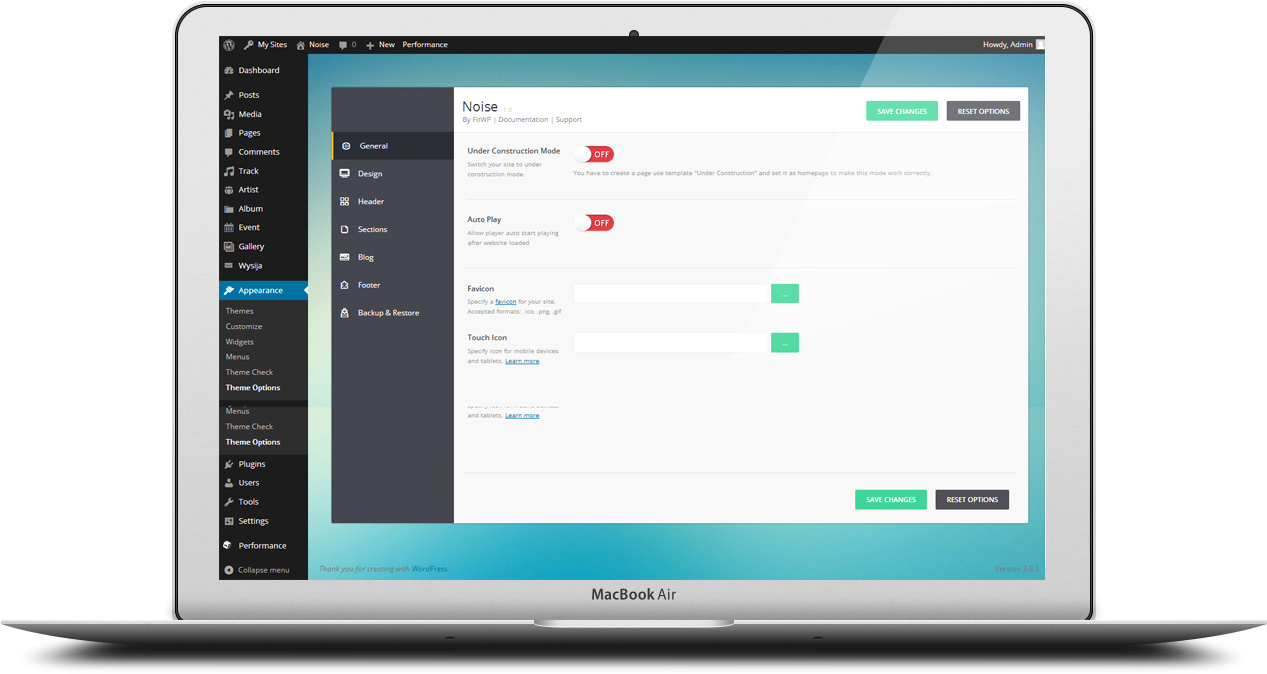 My Sites Noise 0 New Performance Howdy, Admin
Dashboard
Posts
Media
Pages
Comments
Track
Artist
Album
Event
Gallery
Wysija
Appearance
Themes
Customize
Widgets
Menus
Theme Check
Theme Options
Menus
Theme Check
Theme Options
Plugins
Users
Tools
Settings
Performance
Collapse menu
General
Design
Header
Sections
Blog
Footer
Backup & Restore
Noise 1.0
By FitWP | Documentation | Support
SAVE CHANGES RESET OPTIONS
Under Construction Mode
Switch your site to under
construction mode.
OFF
You have to create a page use template "Under Construction" and set it as homepage to make this mode work correctly.
Auto Play
Allow player auto start playing
after website loaded
OFF
Favicon
Specify a favicon for your site.
Accepted formats: .ico, .png, .gif
...
Touch Icon
Specify icon for mobile devices
and tablets. Learn more.
...
and tablets. Learn more.
SAVE CHANGES RESET OPTIONS
Thank you for creating with WordPress.
Version 3.8.1
MacBook Air